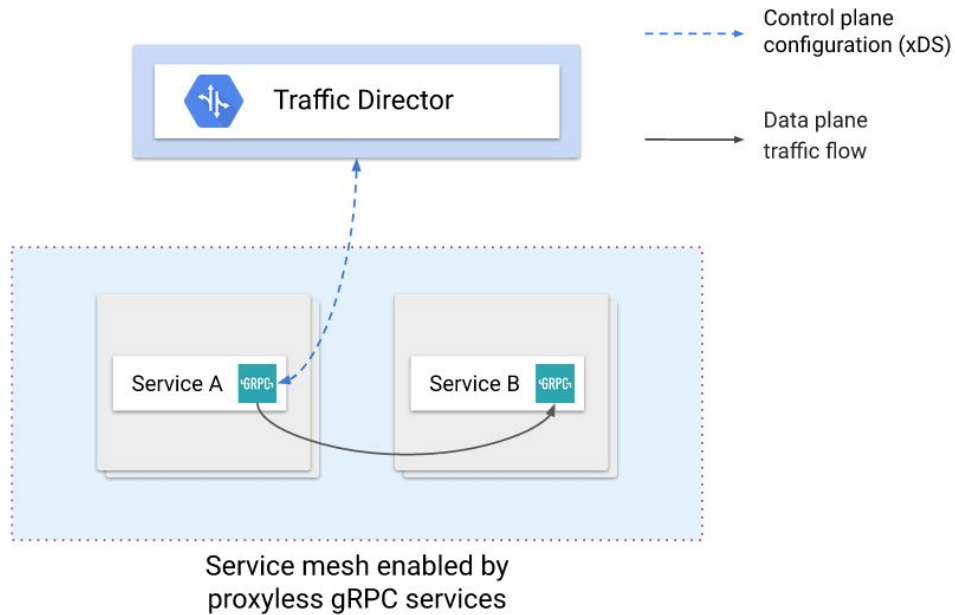 Control plane
configuration (xDS)
Traffic Director
Data plane
traffic flow
Service A
GRPC
Service B
GRPC
Service mesh enabled by
proxyless gRPC services